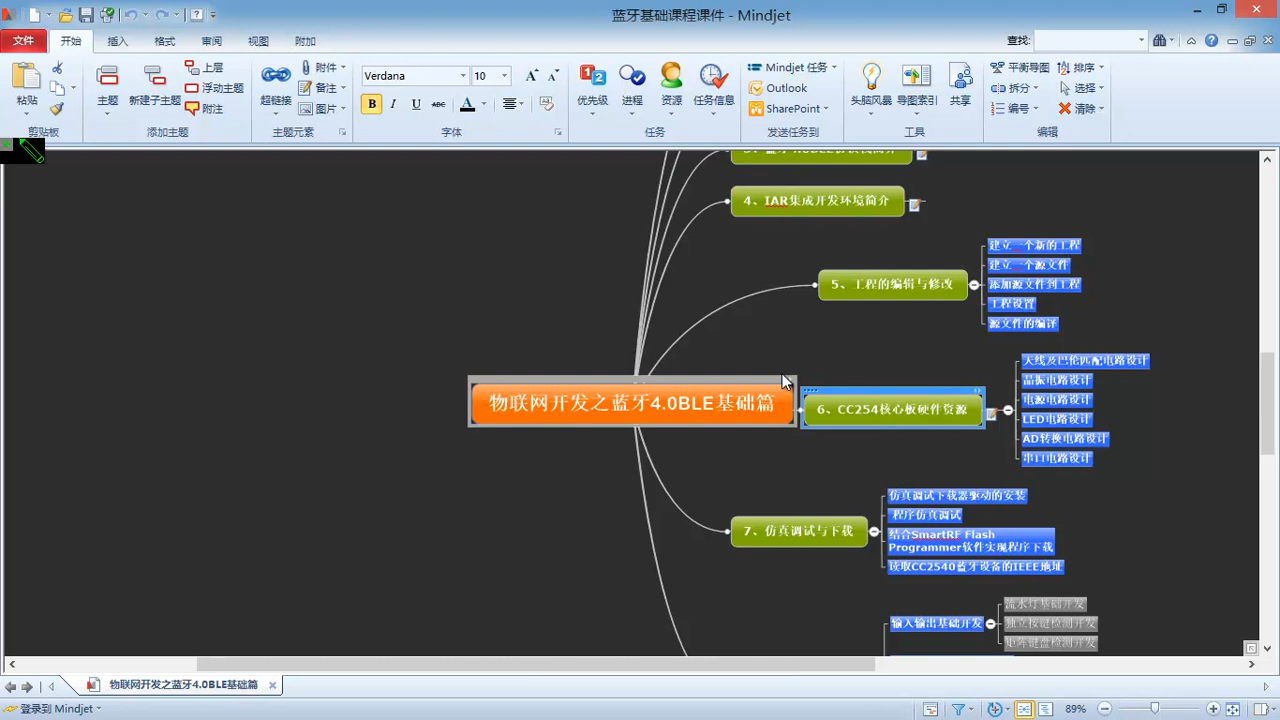 蓝牙基础课程课件 - Mindjet
文件 开始 插入 格式 审阅 视图 附加 查找:
粘贴 主题 新建子主题 上层 浮动主题 附注 超链接 附件 备注 图片 Verdana 10 B I U ABC A 优先级 进程 资源 任务信息 Mindjet 任务 Outlook SharePoint 头脑风暴 导图索引 共享 平衡导图 拆分 编号 排序 选择 清除
剪贴板 添加主题 主题元素 字体 任务 发送任务到 工具 编辑
4、IAR集成开发环境简介
5、工程的编辑与修改
建立一个新的工程
建立一个源文件
添加源文件到工程
工程设置
源文件的编译
物联网开发之蓝牙4.0BLE基础篇
6、CC254核心板硬件资源
天线及巴伦匹配电路设计
晶振电路设计
电源电路设计
LED电路设计
AD转换电路设计
串口电路设计
7、仿真调试与下载
仿真调试下载器驱动的安装
程序仿真调试
结合SmartRF Flash
Programmer软件实现程序下载
读取CC2540蓝牙设备的IEEE地址
输入输出基础开发
流水灯基础开发
独立按键检测开发
矩阵键盘检测开发
物联网开发之蓝牙4.0BLE基础篇
登录到 Mindjet 89%